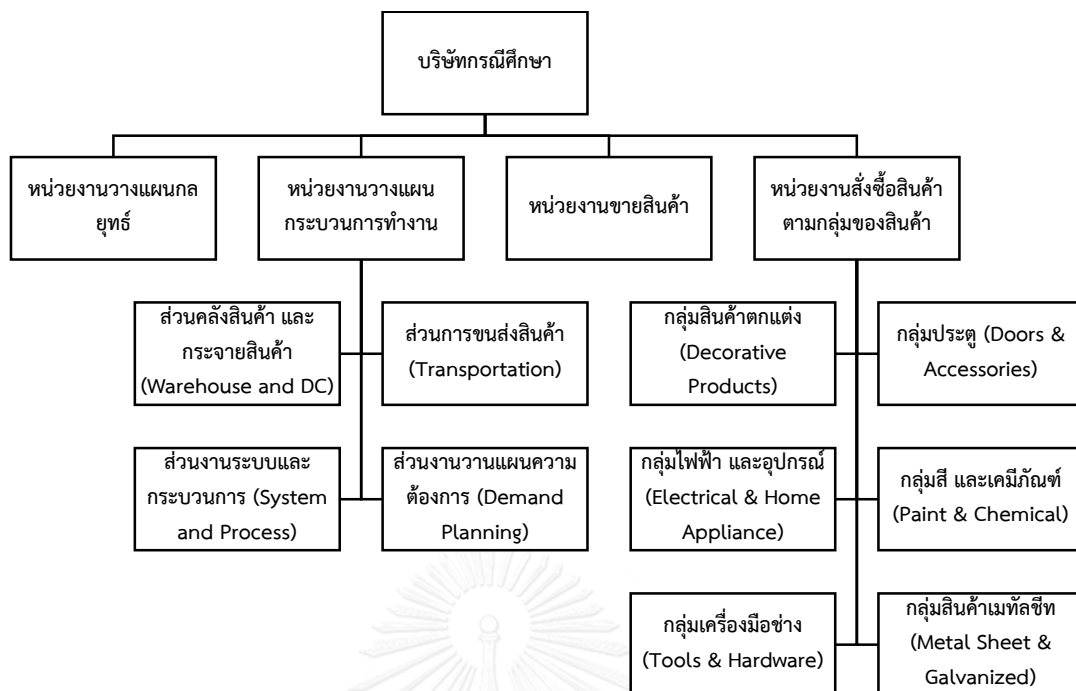 บริษัทกรณีศึกษา
หน่วยงานวางแผนกล
ยุทธ์
หน่วยงานวางแผน
กระบวนการทำงาน
หน่วยงานขายสินค้า
หน่วยงานสั่งซื้อสินค้า
ตามกลุ่มของสินค้า
ส่วนคลังสินค้า และ
กระจายสินค้า
(Warehouse and DC)
ส่วนการขนส่งสินค้า
(Transportation)
กลุ่มสินค้าตกแต่ง
(Decorative
Products)
กลุ่มประตู (Doors &
Accessories)
ส่วนงานระบบและ
กระบวนการ (System
and Process)
ส่วนงานวานแผนความ
ต้องการ (Demand
Planning)
กลุ่มไฟฟ้า และอุปกรณ์
(Electrical & Home
Appliance)
กลุ่มสี และเคมีภัณฑ์
(Paint & Chemical)
กลุ่มเครื่องมือช่าง
(Tools & Hardware)
กลุ่มสินค้าเมทัลชีท
(Metal Sheet &
Galvanized)